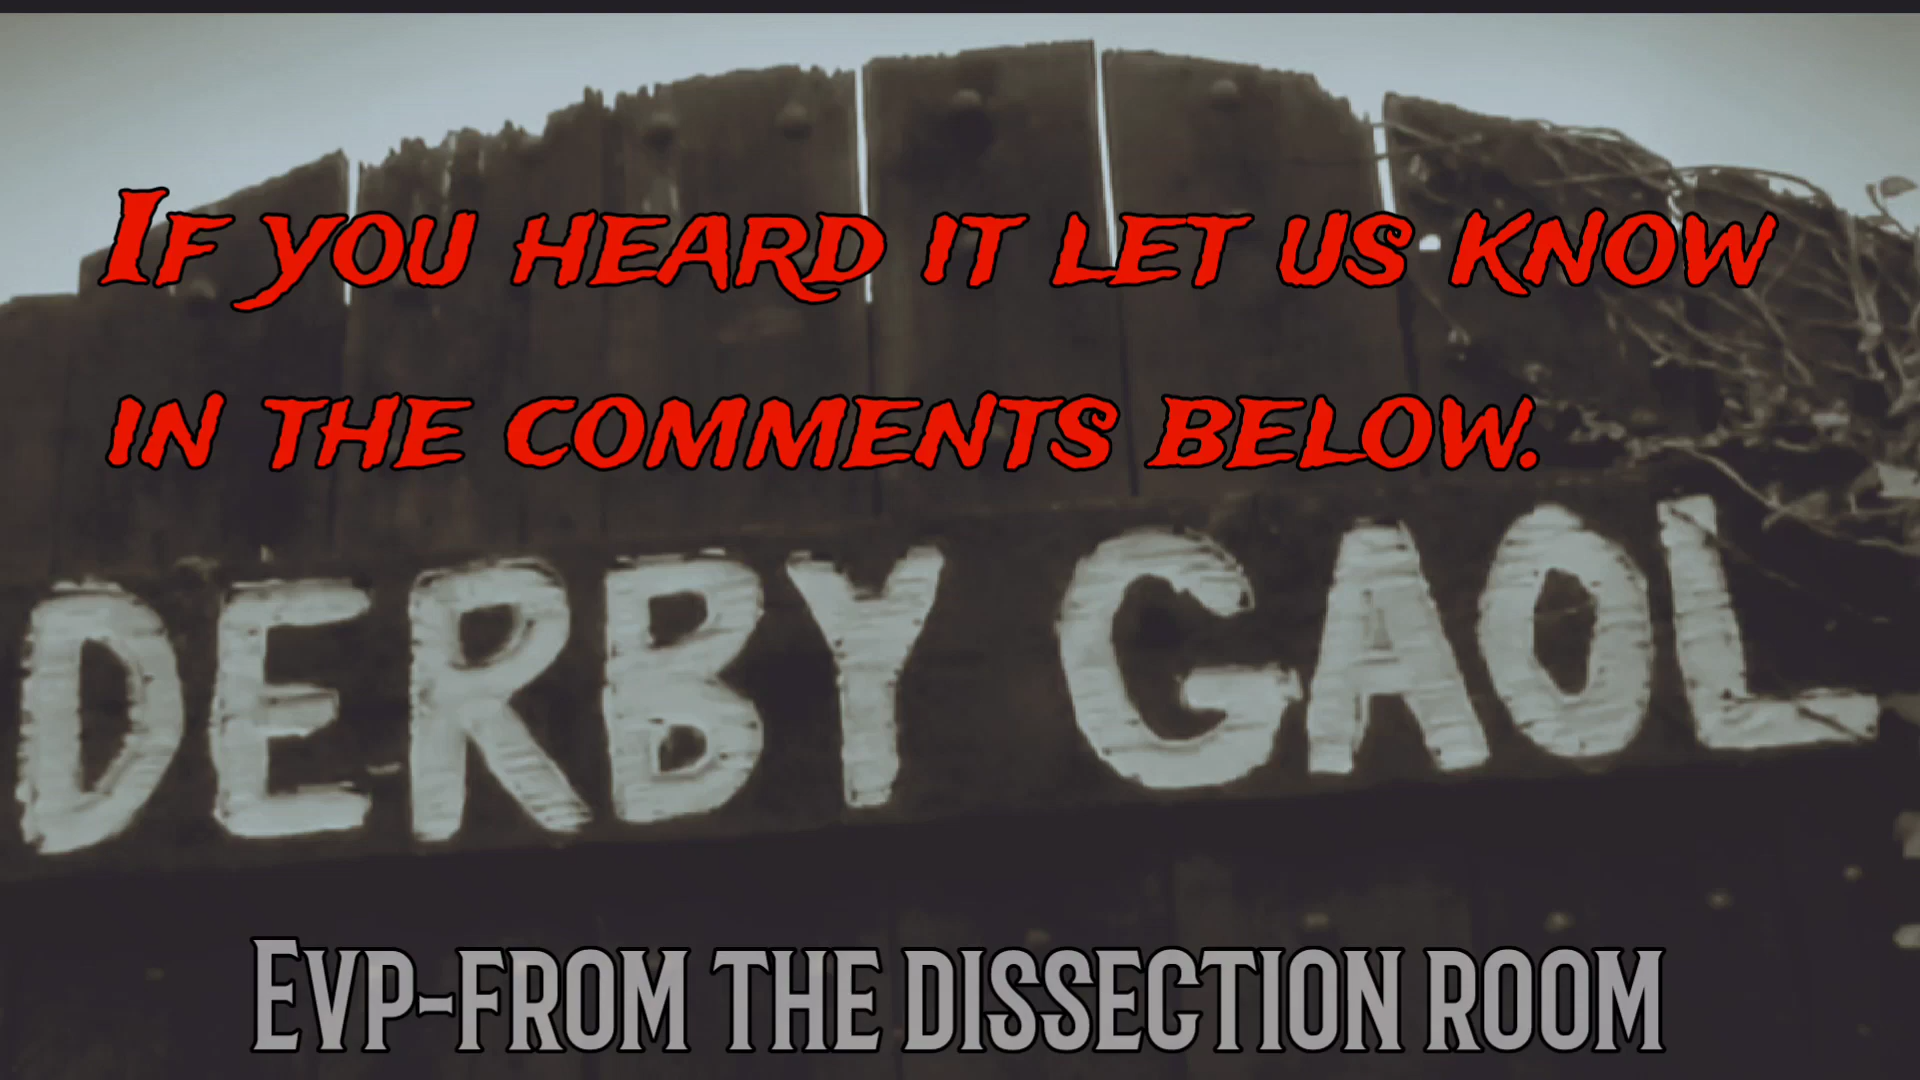 If you heard it let us know
in the comments below.
DERBY GAOL
Evp-from the dissection room